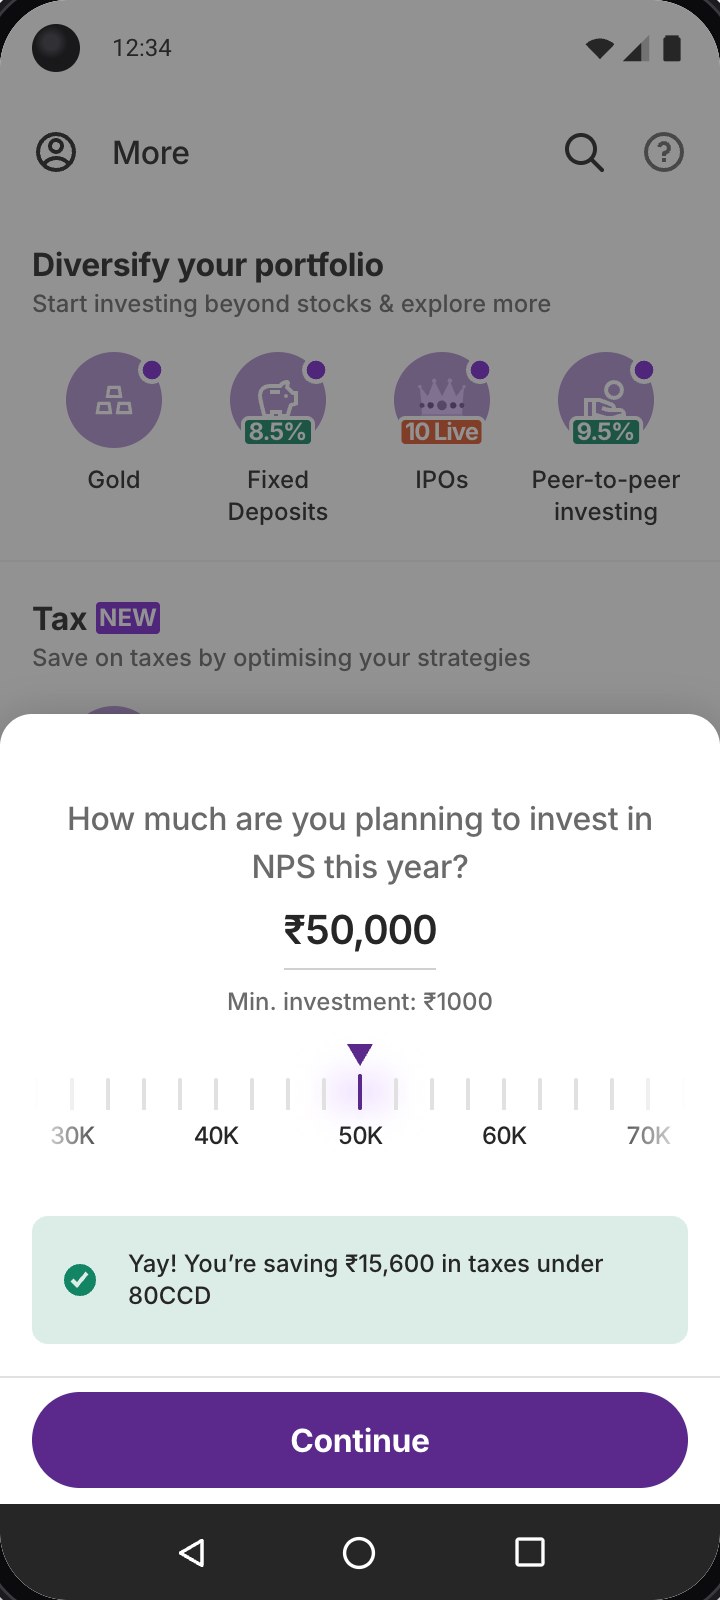 12:34
More
?
Diversify your portfolio
Start investing beyond stocks & explore more
8.5%
10 Live
9.5%
Gold
Fixed
Deposits
IPOs
Peer-to-peer
investing
Tax NEW
Save on taxes by optimising your strategies
How much are you planning to invest in
NPS this year?
₹50,000
Min. investment: ₹1000
30K 40K 50K 60K 70K
Yay! You’re saving ₹15,600 in taxes under
80CCD
Continue